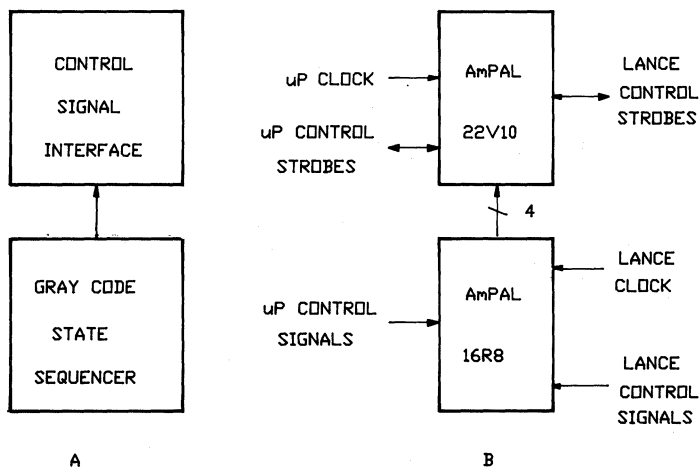 CONTROL
SIGNAL
INTERFACE
GRAY CODE
STATE
SEQUENCER
A
uP CLOCK
uP CONTROL
STROBES
AmPAL
22V10
LANCE
CONTROL
STROBES
4
uP CONTROL
SIGNALS
AmPAL
16R8
LANCE
CLOCK
LANCE
CONTROL
SIGNALS
B